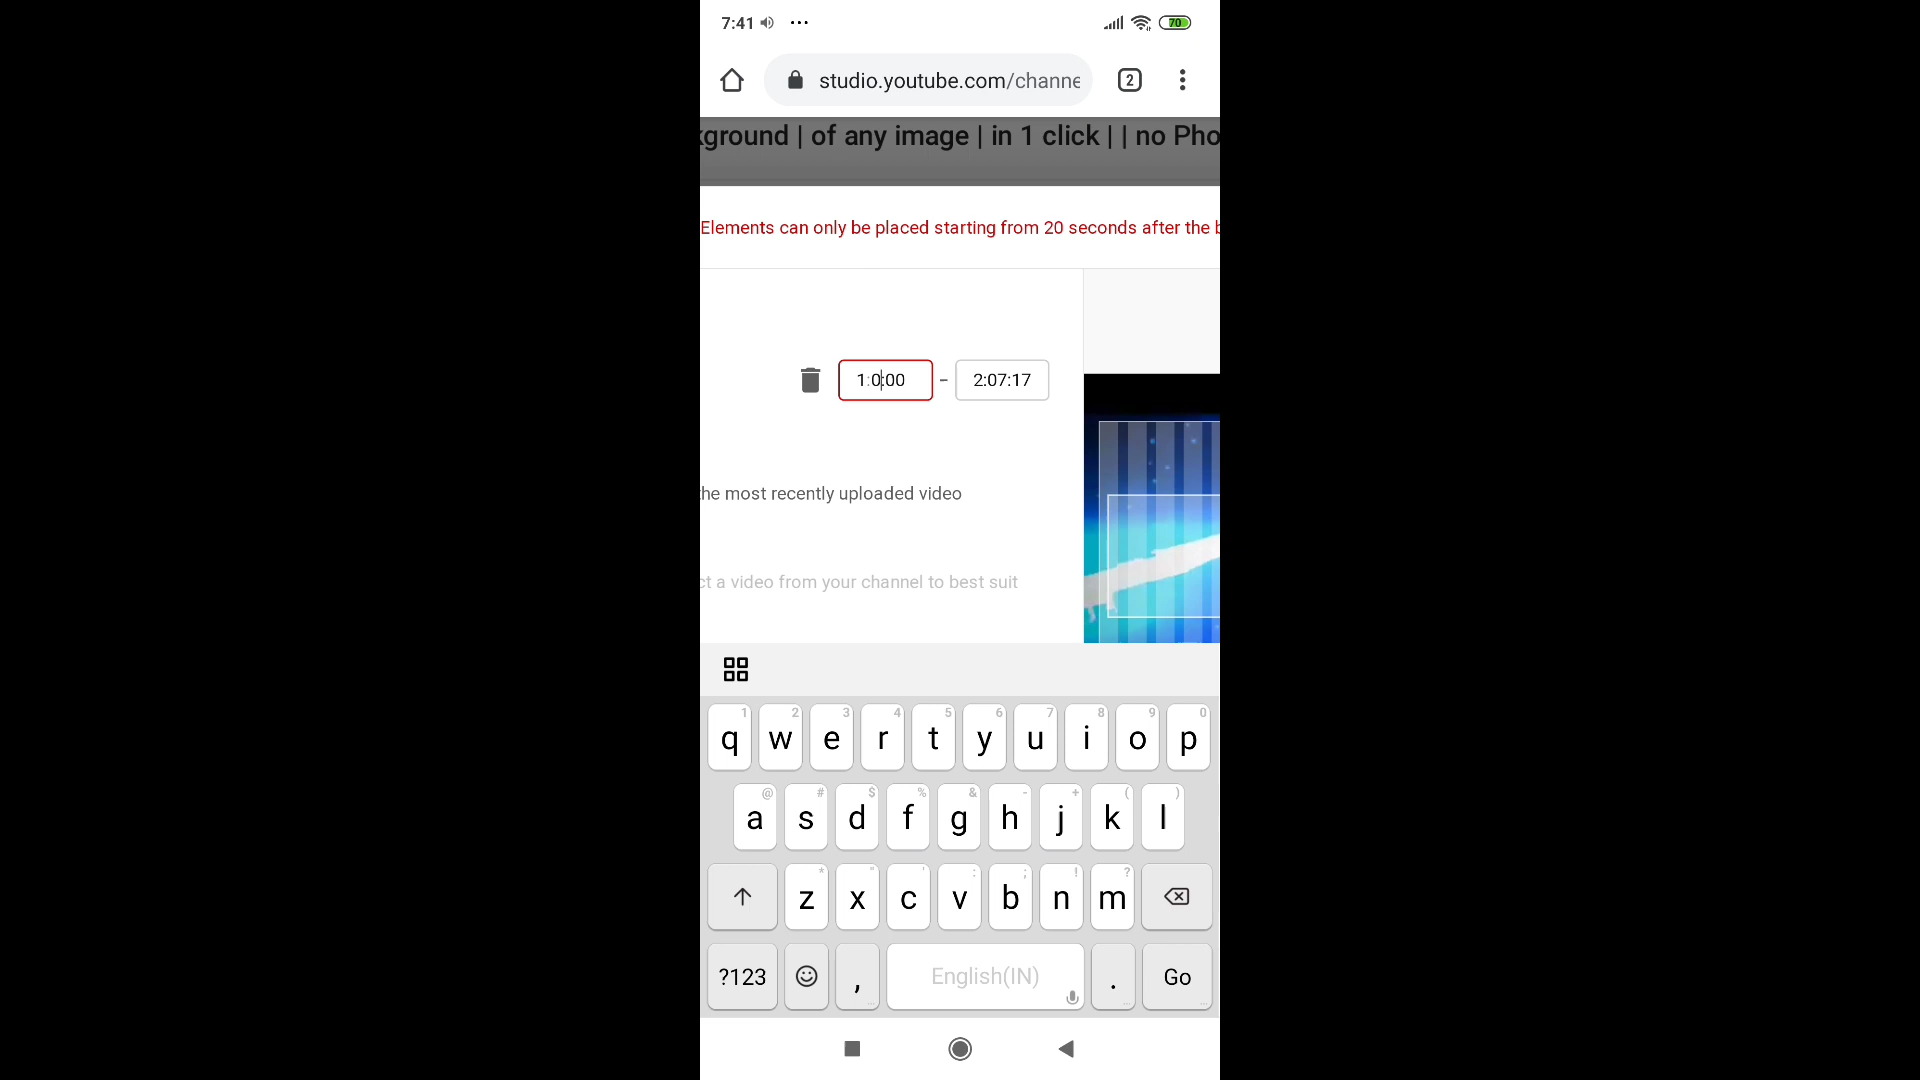 7:41 70
studio.youtube.com/channe 2
kground | of any image | in 1 click | | no Pho
Elements can only be placed starting from 20 seconds after the b
1:0:00 – 2:07:17
the most recently uploaded video
ct a video from your channel to best suit
1 2 3 4 5 6 7 8 9 0
q w e r t y u i o p
@ # $ % & - + ( )
a s d f g h j k l
* " ' : ; ! ?
z x c v b n m
?123 , English(IN) . Go